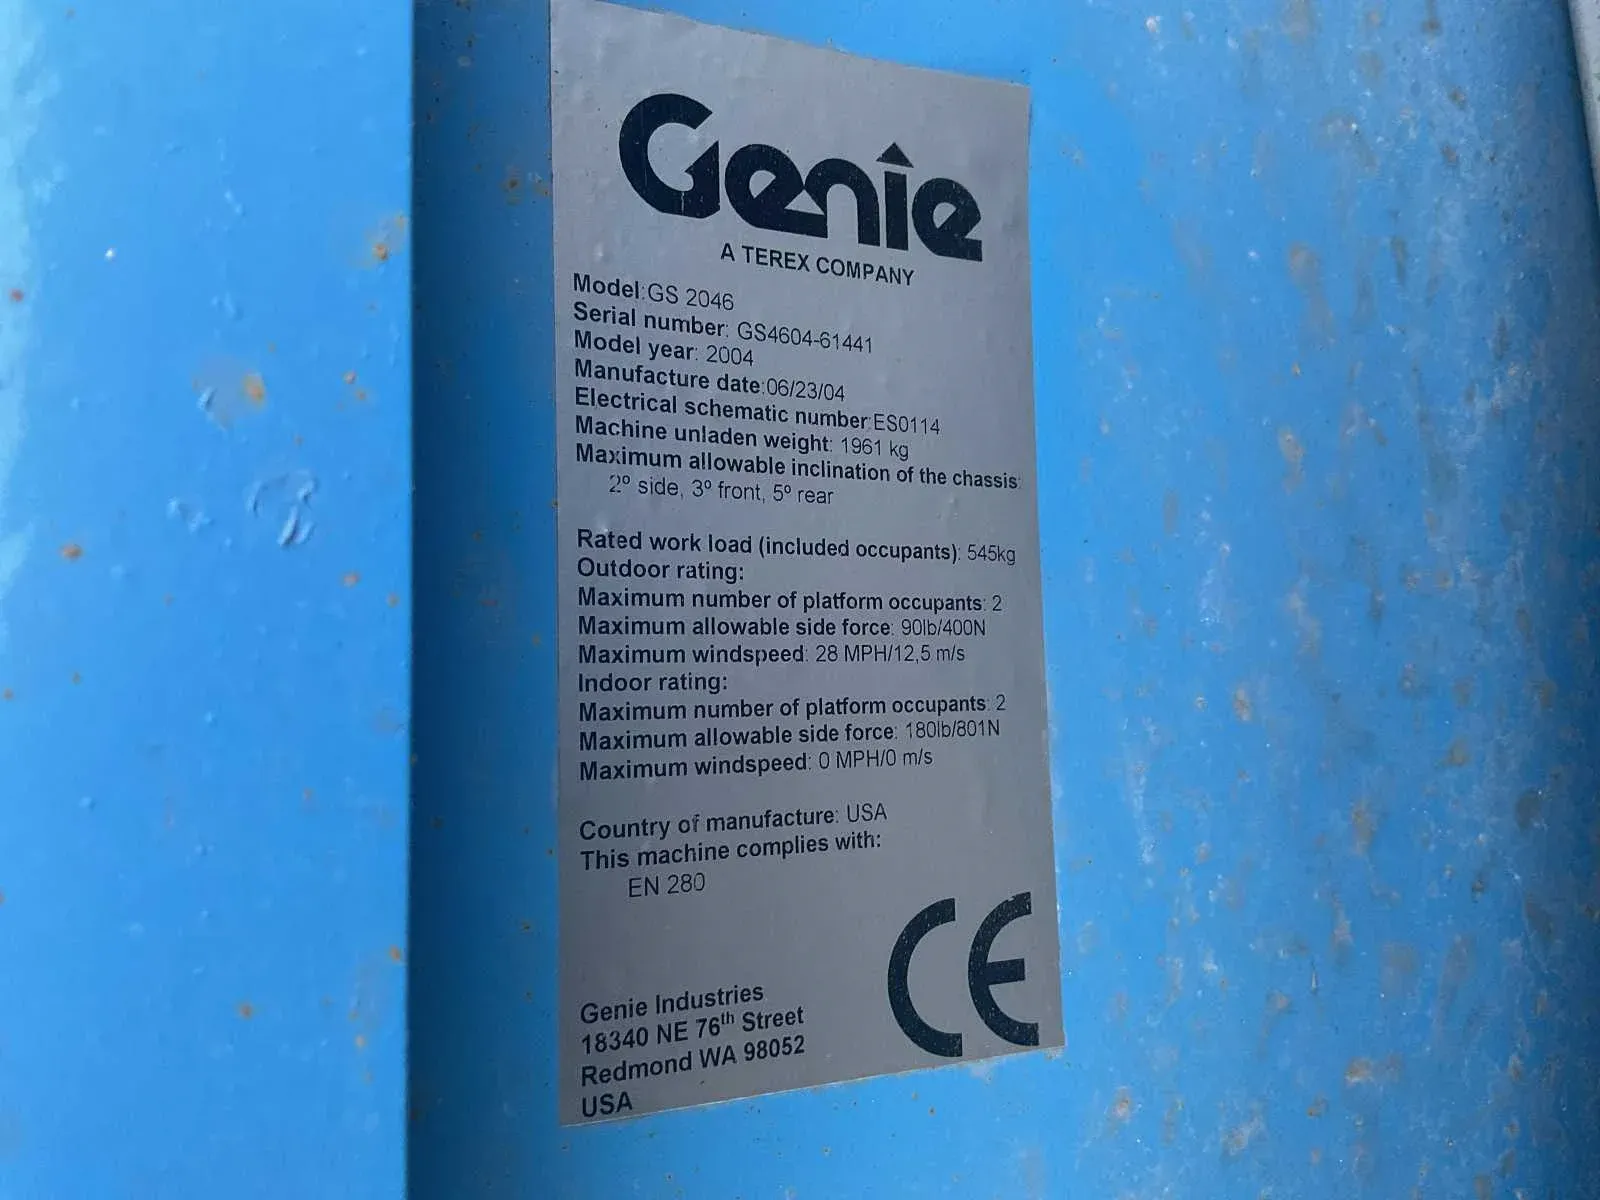 Genie
A TEREX COMPANY
Model:GS 2046
Serial number: GS4604-61441
Model year: 2004
Manufacture date:06/23/04
Electrical schematic number:ES0114
Machine unladen weight: 1961 kg
Maximum allowable inclination of the chassis:
2º side, 3º front, 5º rear
Rated work load (included occupants): 545kg
Outdoor rating:
Maximum number of platform occupants: 2
Maximum allowable side force: 90lb/400N
Maximum windspeed: 28 MPH/12,5 m/s
Indoor rating:
Maximum number of platform occupants: 2
Maximum allowable side force: 180lb/801N
Maximum windspeed: 0 MPH/0 m/s
Country of manufacture: USA
This machine complies with:
EN 280
CE
Genie Industries
18340 NE 76th Street
Redmond WA 98052
USA